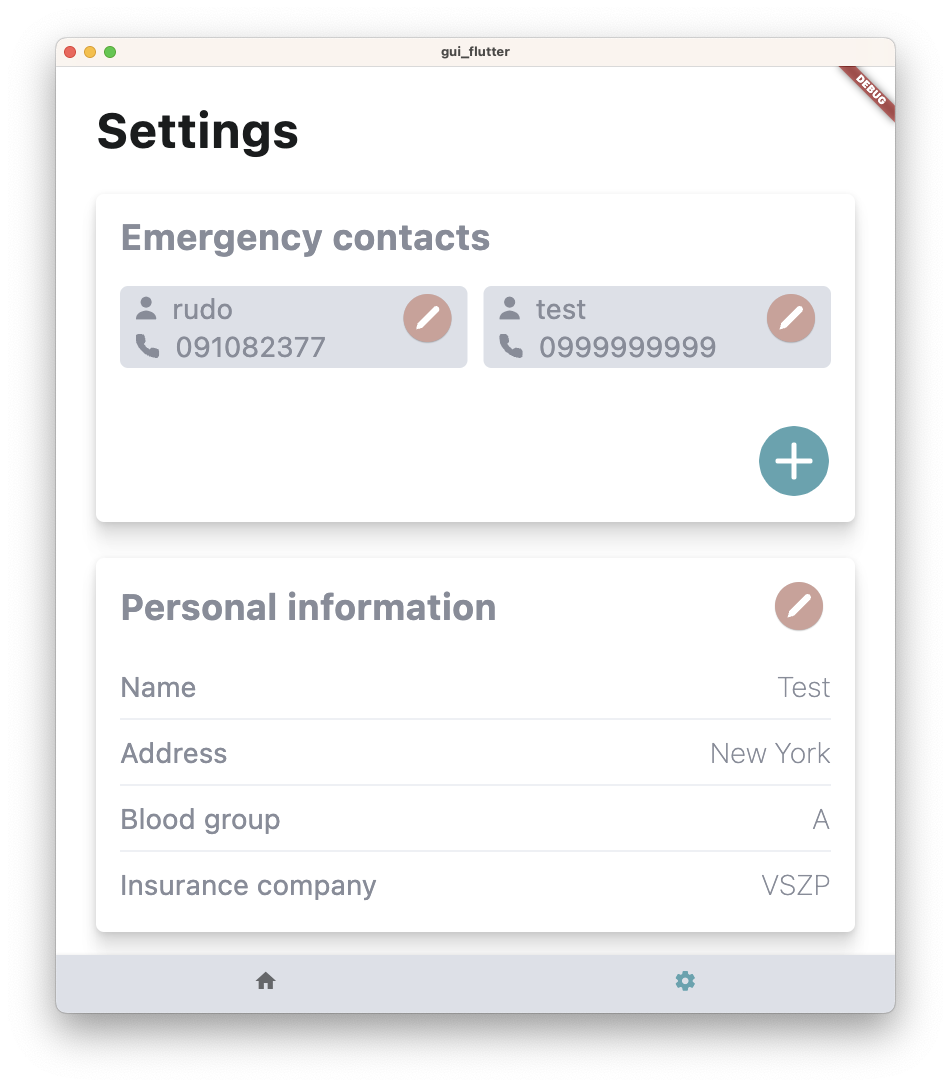 gui_flutter
DEBUG
Settings
Emergency contacts
rudo
091082377
test
0999999999
Personal information
Name Test
Address New York
Blood group A
Insurance company VSZP